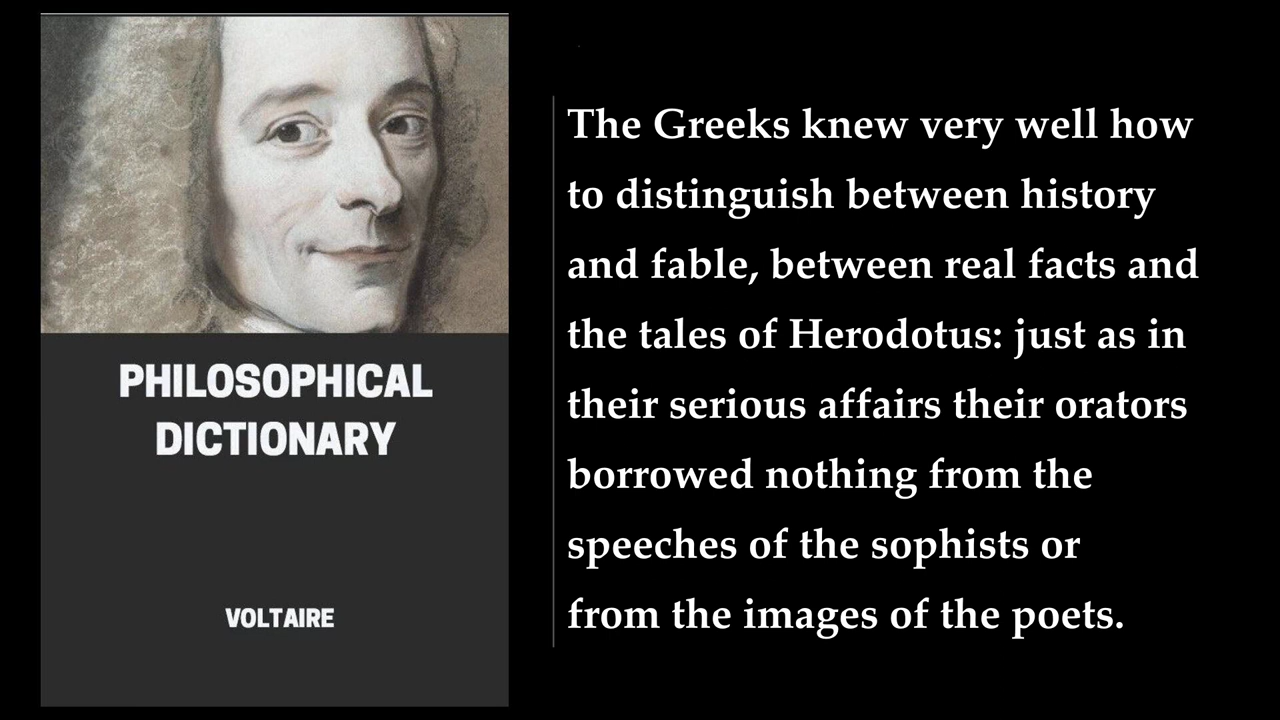 PHILOSOPHICAL
DICTIONARY
VOLTAIRE
The Greeks knew very well how
to distinguish between history
and fable, between real facts and
the tales of Herodotus: just as in
their serious affairs their orators
borrowed nothing from the
speeches of the sophists or
from the images of the poets.